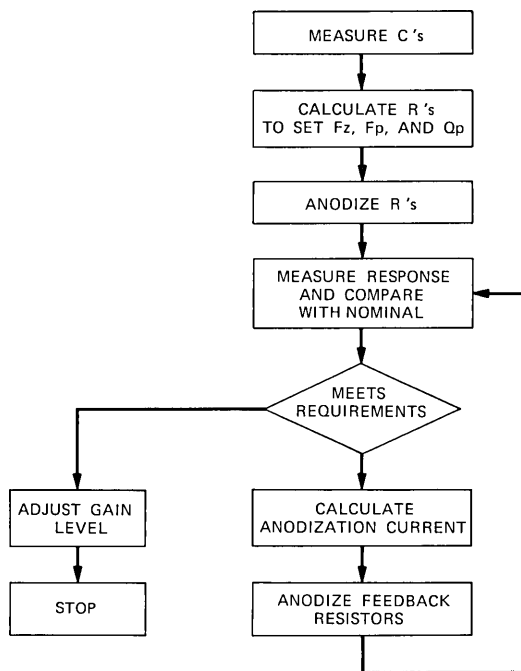 MEASURE C's
CALCULATE R's
TO SET Fz, Fp, AND Qp
ANODIZE R's
MEASURE RESPONSE
AND COMPARE
WITH NOMINAL
MEETS
REQUIREMENTS
ADJUST GAIN
LEVEL
STOP
CALCULATE
ANODIZATION CURRENT
ANODIZE FEEDBACK
RESISTORS